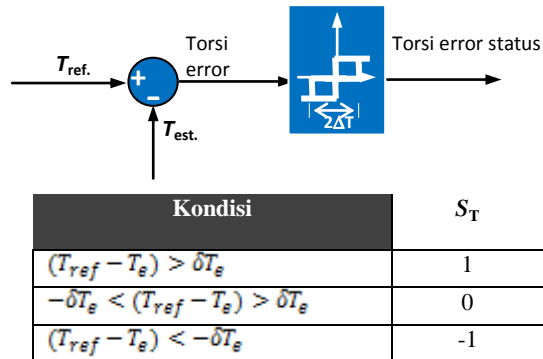 T_ref.
Torsi error
Torsi error status
+
−
2ΔT
T_est.
Kondisi S_T
(T_ref − T_e) > δT_e 1
−δT_e < (T_ref − T_e) > δT_e 0
(T_ref − T_e) < −δT_e -1